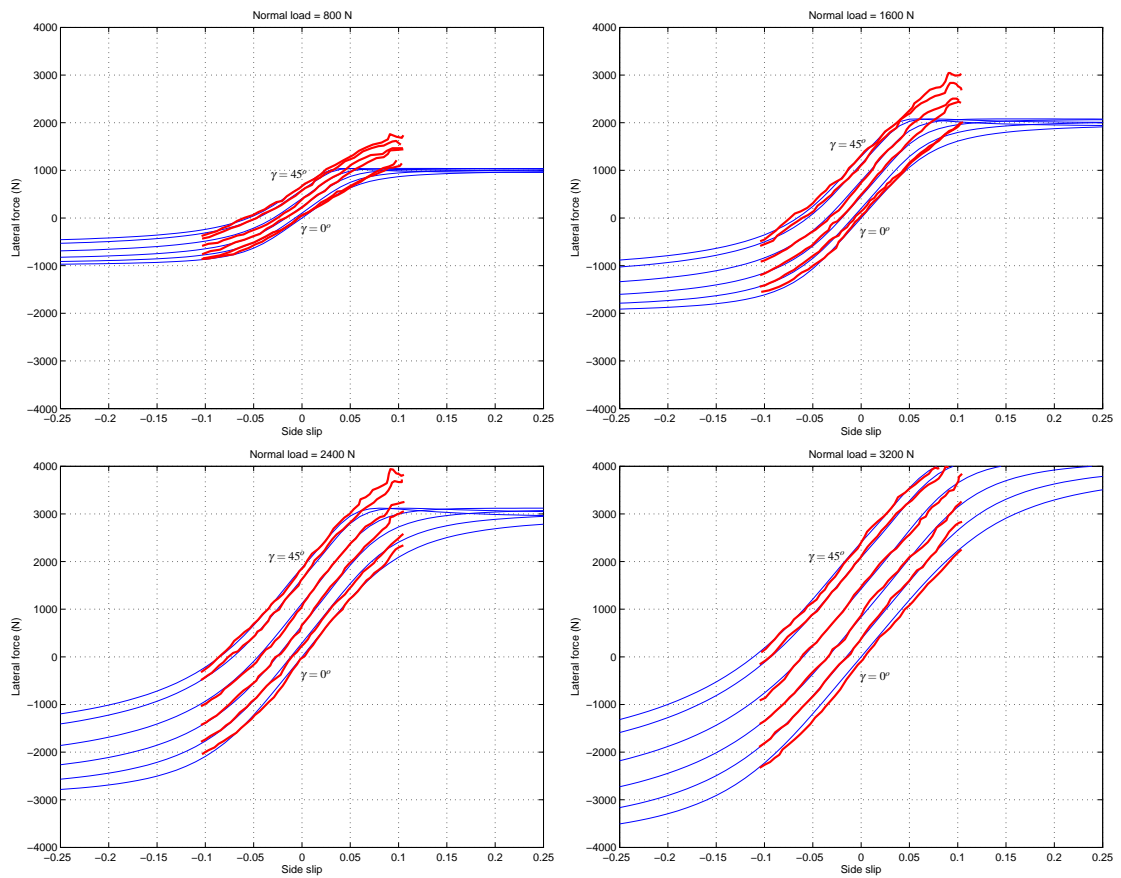 Normal load = 800 N
4000
3000
2000
1000
0
−1000
−2000
−3000
−4000
Lateral force (N)
γ = 45°
γ = 0°
−0.25 −0.2 −0.15 −0.1 −0.05 0 0.05 0.1 0.15 0.2 0.25
Side slip
Normal load = 1600 N
4000
3000
2000
1000
0
−1000
−2000
−3000
−4000
Lateral force (N)
γ = 45°
γ = 0°
−0.25 −0.2 −0.15 −0.1 −0.05 0 0.05 0.1 0.15 0.2 0.25
Side slip
Normal load = 2400 N
4000
3000
2000
1000
0
−1000
−2000
−3000
−4000
Lateral force (N)
γ = 45°
γ = 0°
−0.25 −0.2 −0.15 −0.1 −0.05 0 0.05 0.1 0.15 0.2 0.25
Side slip
Normal load = 3200 N
4000
3000
2000
1000
0
−1000
−2000
−3000
−4000
Lateral force (N)
γ = 45°
γ = 0°
−0.25 −0.2 −0.15 −0.1 −0.05 0 0.05 0.1 0.15 0.2 0.25
Side slip